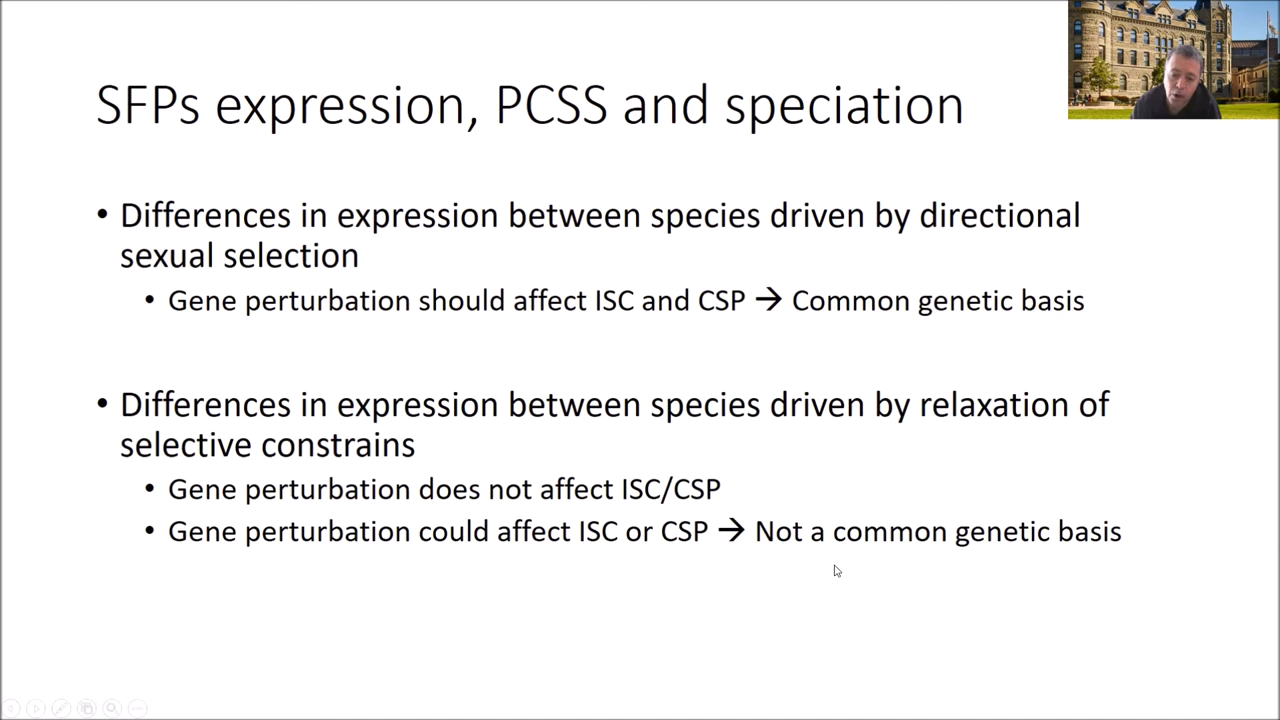 SFPs expression, PCSS and speciation
• Differences in expression between species driven by directional
sexual selection
• Gene perturbation should affect ISC and CSP → Common genetic basis
• Differences in expression between species driven by relaxation of
selective constrains
• Gene perturbation does not affect ISC/CSP
• Gene perturbation could affect ISC or CSP → Not a common genetic basis